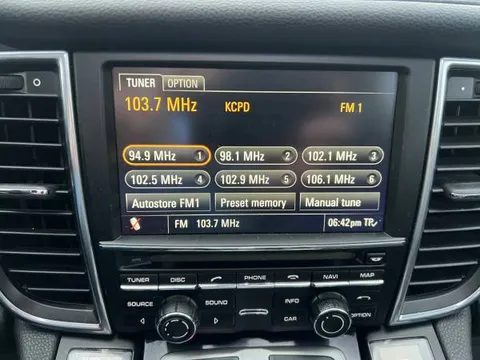 TUNER OPTION
103.7 MHz KCPD FM 1
94.9 MHz 1 98.1 MHz 2 102.1 MHz 3
102.5 MHz 4 102.9 MHz 5 106.1 MHz 6
Autostore FM1 Preset memory Manual tune
FM 103.7 MHz 06:42pm TP
TUNER DISC PHONE NAVI MAP
SOURCE SOUND INFO
CAR OPTION